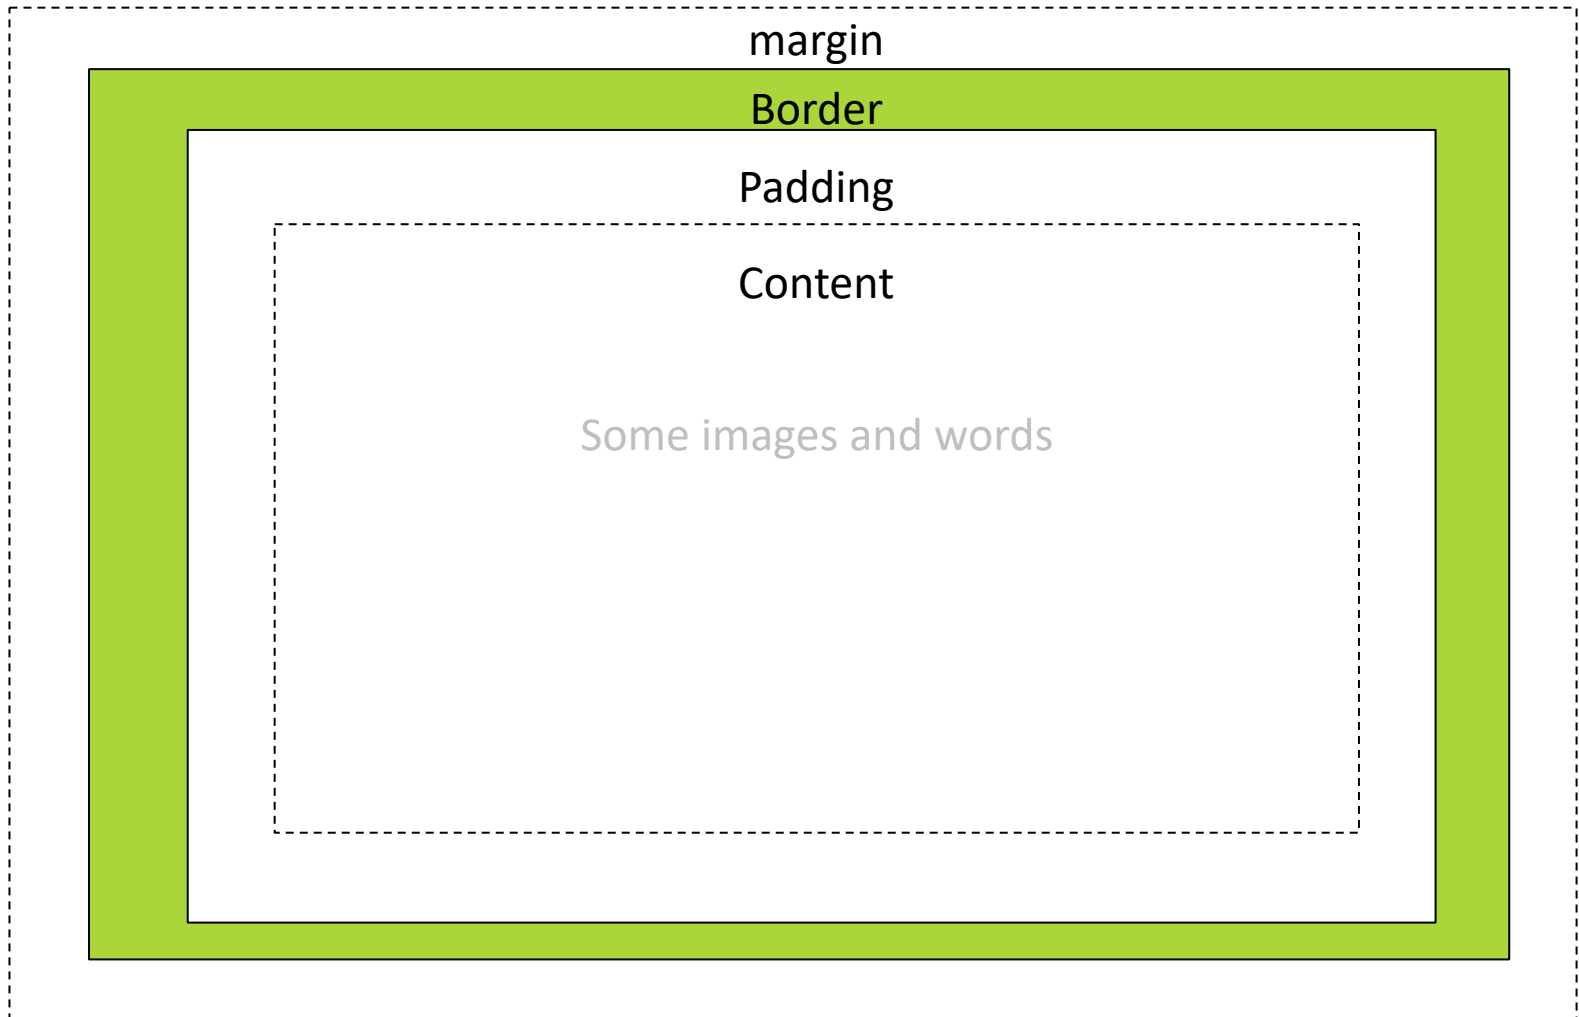 margin
Border
Padding
Content
Some images and words